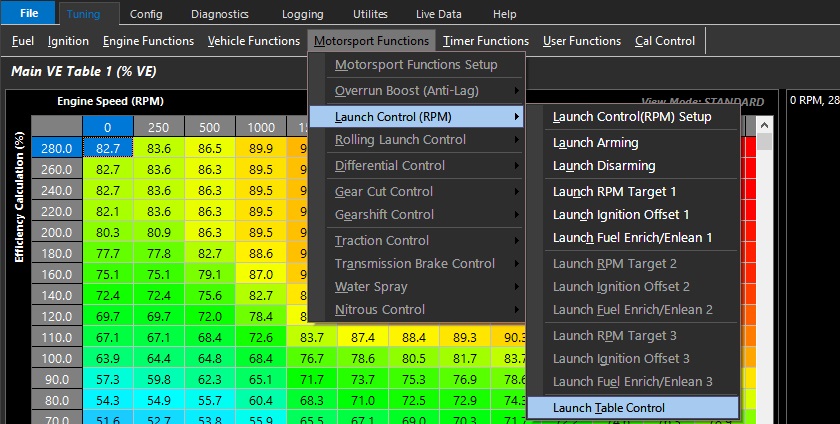 File Tuning Config Diagnostics Logging Utilites Live Data Help
Fuel Ignition Engine Functions Vehicle Functions Motorsport Functions Timer Functions User Functions Cal Control
Main VE Table 1 (% VE)
Motorsport Functions Setup
Overrun Boost (Anti-Lag)
Launch Control (RPM)
Rolling Launch Control
Differential Control
Gear Cut Control
Gearshift Control
Traction Control
Transmission Brake Control
Water Spray
Nitrous Control
Launch Control(RPM) Setup
Launch Arming
Launch Disarming
Launch RPM Target 1
Launch Ignition Offset 1
Launch Fuel Enrich/Enlean 1
Launch RPM Target 2
Launch Ignition Offset 2
Launch Fuel Enrich/Enlean 2
Launch RPM Target 3
Launch Ignition Offset 3
Launch Fuel Enrich/Enlean 3
Launch Table Control
Engine Speed (RPM)
View Mode: STANDARD
0 RPM, 28
Efficiency Calculation (%)
0 250 500 1000
280.0 82.7 83.6 86.5 89.9
260.0 82.7 83.6 86.3 89.5
240.0 82.7 83.6 86.3 89.5
220.0 82.1 83.6 86.3 89.5
200.0 80.3 80.9 86.3 89.5
180.0 77.7 77.8 82.7 88.6
160.0 75.1 75.1 79.1 87.0
140.0 72.4 72.4 75.6 82.7
120.0 69.7 69.7 72.0 78.4
110.0 67.1 67.1 68.4 72.6 83.7 87.4 88.4 89.3 90.3
100.0 63.9 64.4 64.8 68.4 76.7 78.6 80.5 81.7 83.7
90.0 57.3 59.8 62.3 65.1 71.7 73.7 75.3 76.9 78.6
80.0 54.3 54.9 55.7 60.4 68.3 71.0 72.5 74.2
70.0 51.6 52.7 53.8 55.9 65.5 67.1 69.0 70.3